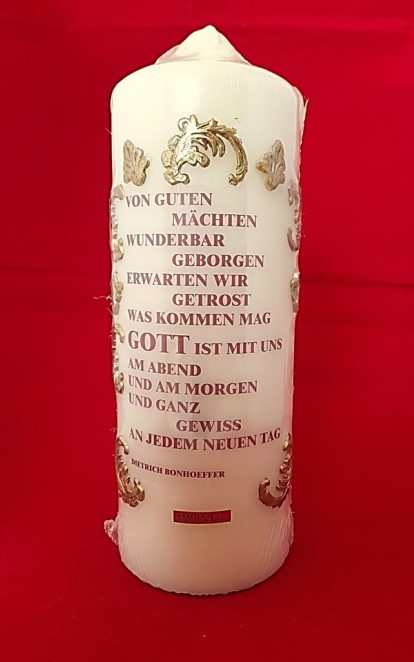 VON GUTEN
MÄCHTEN
WUNDERBAR
GEBORGEN
ERWARTEN WIR
GETROST
WAS KOMMEN MAG
GOTT IST MIT UNS
AM ABEND
UND AM MORGEN
UND GANZ
GEWISS
AN JEDEM NEUEN TAG
DIETRICH BONHOEFFER